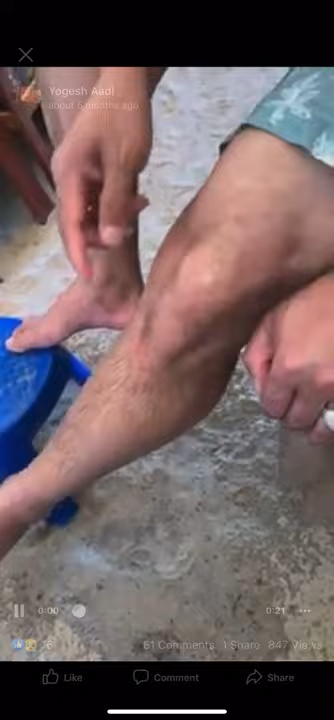 Yogesh Aadi
about 6 months ago
0:00
0:21
61 Comments 1 Share 847 Views
Like
Comment
Share